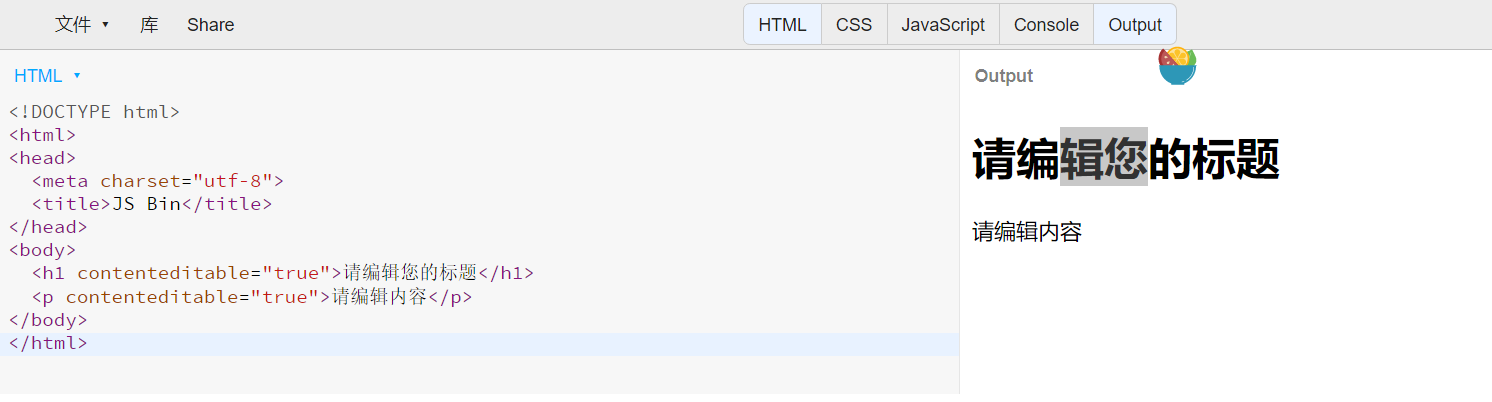 文件 ▾ 库 Share HTML CSS JavaScript Console Output
HTML ▾
Output
<!DOCTYPE html>
<html>
<head>
  <meta charset="utf-8">
  <title>JS Bin</title>
</head>
<body>
  <h1 contenteditable="true">请编辑您的标题</h1>
  <p contenteditable="true">请编辑内容</p>
</body>
</html>
请编辑您的标题
请编辑内容